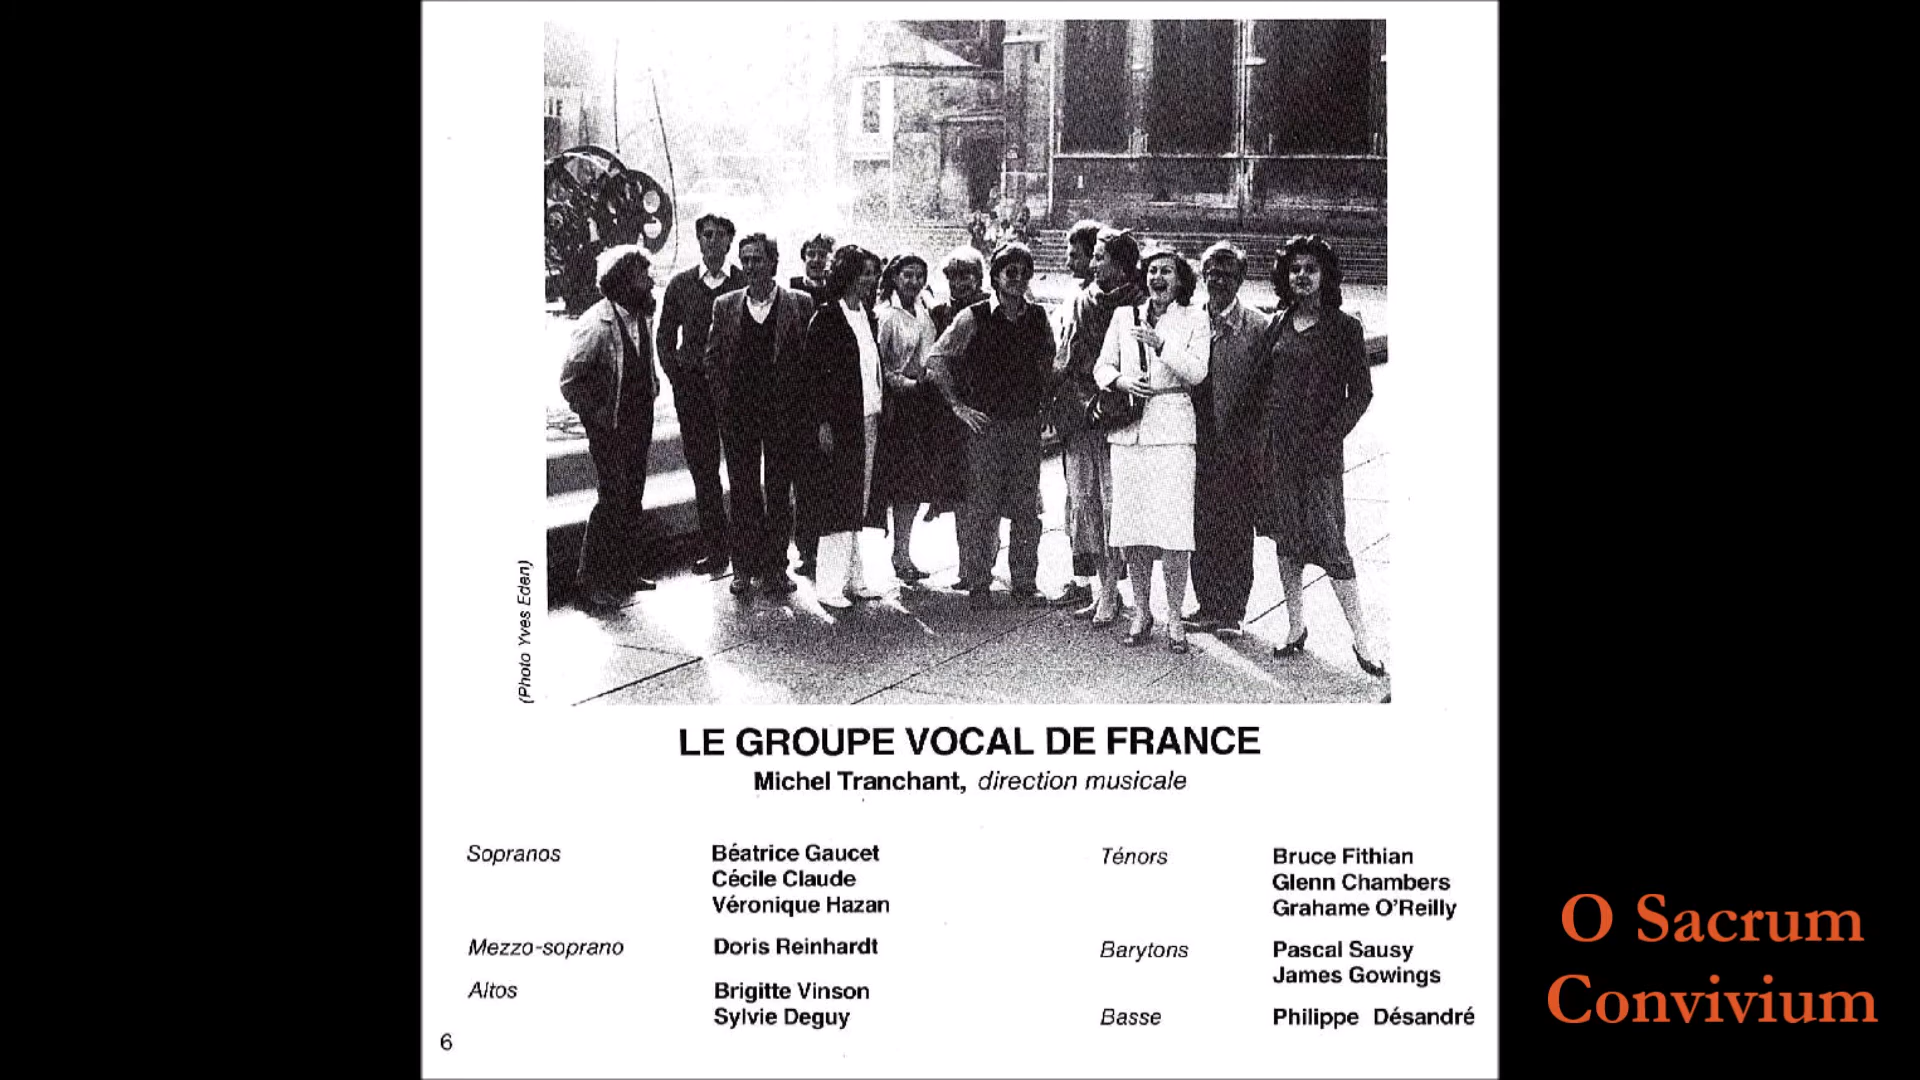 (Photo Yves Eden)
LE GROUPE VOCAL DE FRANCE
Michel Tranchant, direction musicale
Sopranos
Béatrice Gaucet
Cécile Claude
Véronique Hazan
Mezzo-soprano
Doris Reinhardt
Altos
Brigitte Vinson
Sylvie Deguy
Ténors
Bruce Fithian
Glenn Chambers
Grahame O'Reilly
Barytons
Pascal Sausy
James Gowings
Basse
Philippe Désandré
6
O Sacrum
Convivium